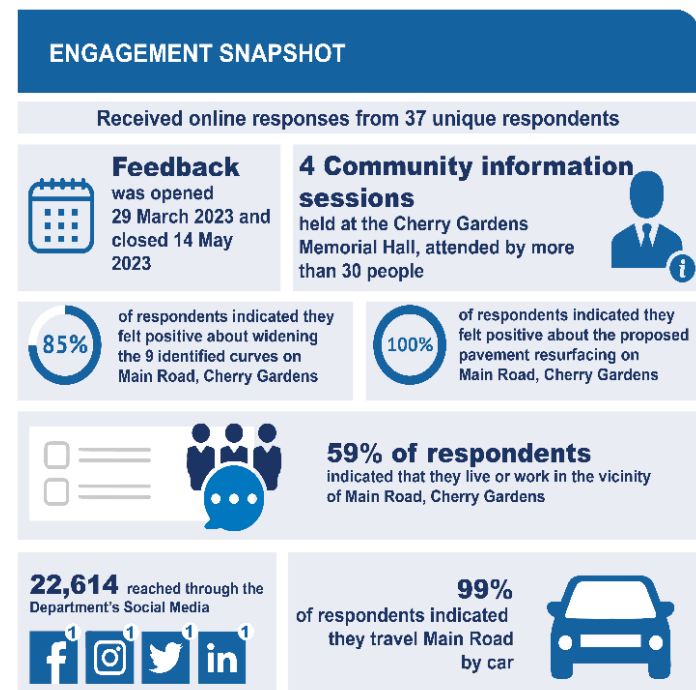 ENGAGEMENT SNAPSHOT
Received online responses from 37 unique respondents
Feedback
was opened
29 March 2023 and
closed 14 May
2023
4 Community information
sessions
held at the Cherry Gardens
Memorial Hall, attended by more
than 30 people
i
85%
of respondents indicated they
felt positive about widening
the 9 identified curves on
Main Road, Cherry Gardens
100%
of respondents indicated they
felt positive about the proposed
pavement resurfacing on
Main Road, Cherry Gardens
59% of respondents
indicated that they live or work in the vicinity
of Main Road, Cherry Gardens
22,614 reached through the
Department's Social Media
f 1 1 1 in 1
99%
of respondents indicated
they travel Main Road
by car